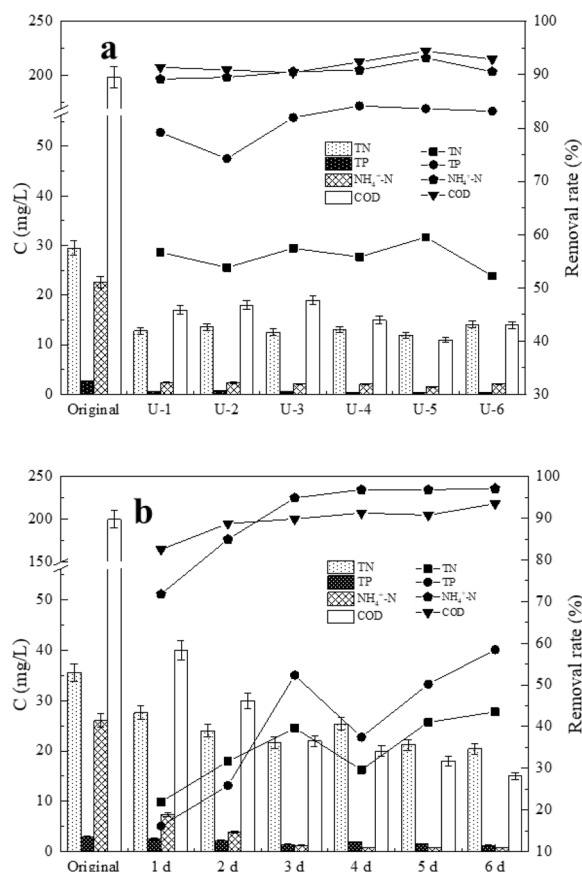 a
250
200
50
40
30
20
10
0
C (mg/L)
100
90
80
70
60
50
40
30
Removal rate (%)
TN
TP
NH₄⁺-N
COD
TN
TP
NH₄⁺-N
COD
Original U-1 U-2 U-3 U-4 U-5 U-6
b
250
200
150
50
40
30
20
10
0
C (mg/L)
100
90
80
70
60
50
40
30
20
10
Removal rate (%)
TN
TP
NH₄⁺-N
COD
TN
TP
NH₄⁺-N
COD
Original 1 d 2 d 3 d 4 d 5 d 6 d